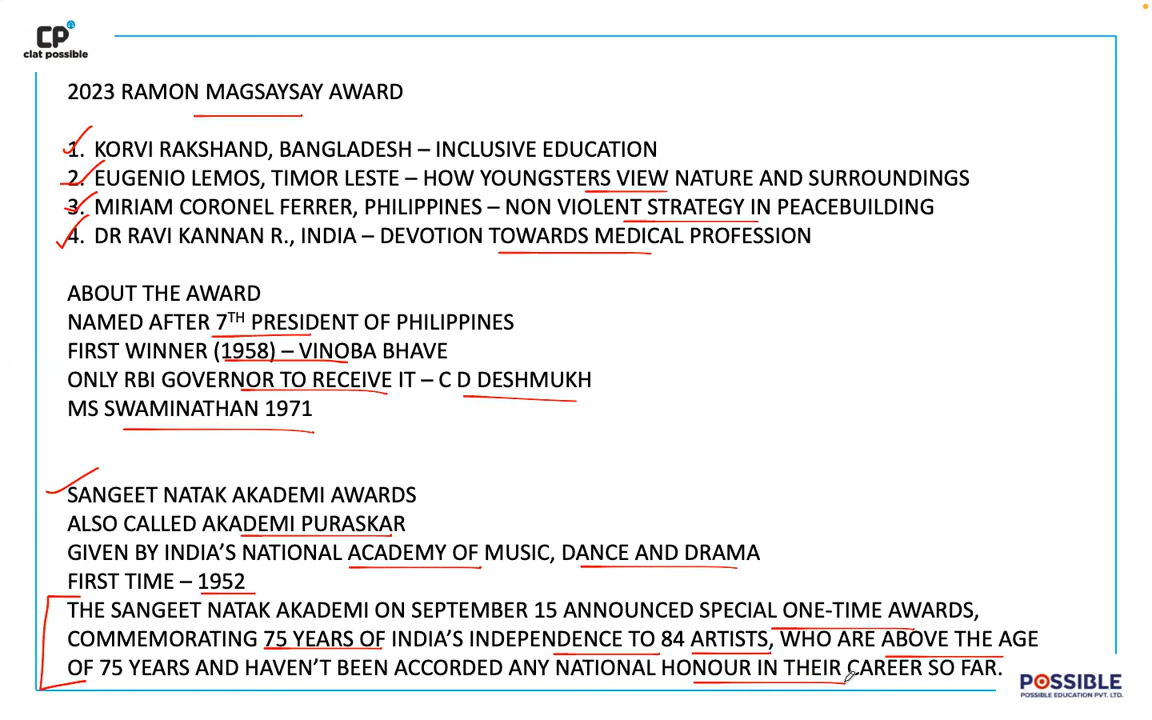 CP
clat possible
2023 RAMON MAGSAYSAY AWARD
1. KORVI RAKSHAND, BANGLADESH – INCLUSIVE EDUCATION
2. EUGENIO LEMOS, TIMOR LESTE – HOW YOUNGSTERS VIEW NATURE AND SURROUNDINGS
3. MIRIAM CORONEL FERRER, PHILIPPINES – NON VIOLENT STRATEGY IN PEACEBUILDING
4. DR RAVI KANNAN R., INDIA – DEVOTION TOWARDS MEDICAL PROFESSION
ABOUT THE AWARD
NAMED AFTER 7TH PRESIDENT OF PHILIPPINES
FIRST WINNER (1958) – VINOBA BHAVE
ONLY RBI GOVERNOR TO RECEIVE IT – C D DESHMUKH
MS SWAMINATHAN 1971
SANGEET NATAK AKADEMI AWARDS
ALSO CALLED AKADEMI PURASKAR
GIVEN BY INDIA'S NATIONAL ACADEMY OF MUSIC, DANCE AND DRAMA
FIRST TIME – 1952
THE SANGEET NATAK AKADEMI ON SEPTEMBER 15 ANNOUNCED SPECIAL ONE-TIME AWARDS,
COMMEMORATING 75 YEARS OF INDIA'S INDEPENDENCE TO 84 ARTISTS, WHO ARE ABOVE THE AGE
OF 75 YEARS AND HAVEN'T BEEN ACCORDED ANY NATIONAL HONOUR IN THEIR CAREER SO FAR.
POSSIBLE
POSSIBLE EDUCATION PVT. LTD.